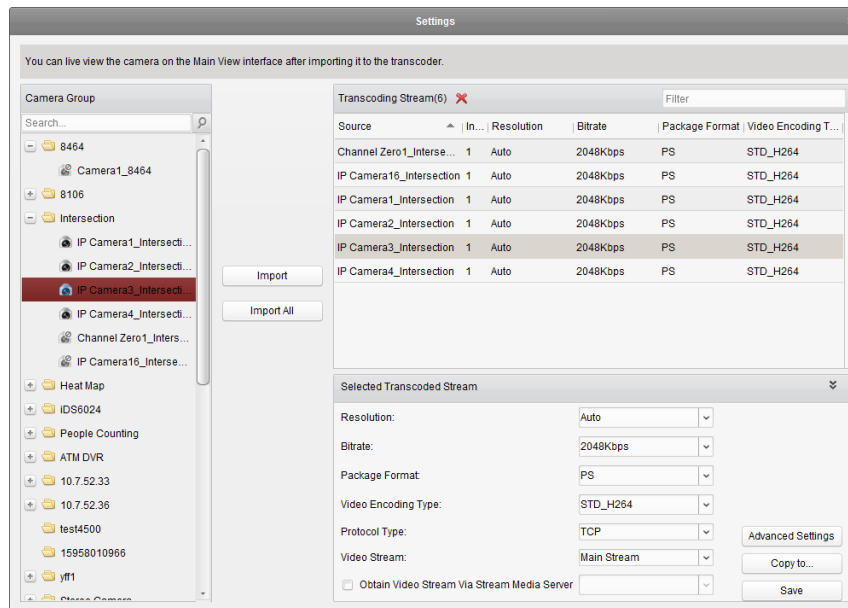 Settings
You can live view the camera on the Main View interface after importing it to the transcoder.
Camera Group
Search...
8464
Camera1_8464
8106
Intersection
IP Camera1_Intersecti...
IP Camera2_Intersecti...
IP Camera3_Intersecti...
IP Camera4_Intersecti...
Channel Zero1_Inters...
IP Camera16_Interse...
Heat Map
iDS6024
People Counting
ATM DVR
10.7.52.33
10.7.52.36
test4500
15958010966
yff1
Stereo Camera
Import
Import All
Transcoding Stream(6)
Filter
Source In... Resolution Bitrate Package Format Video Encoding T...
Channel Zero1_Interse... 1 Auto 2048Kbps PS STD_H264
IP Camera16_Intersection 1 Auto 2048Kbps PS STD_H264
IP Camera1_Intersection 1 Auto 2048Kbps PS STD_H264
IP Camera2_Intersection 1 Auto 2048Kbps PS STD_H264
IP Camera3_Intersection 1 Auto 2048Kbps PS STD_H264
IP Camera4_Intersection 1 Auto 2048Kbps PS STD_H264
Selected Transcoded Stream
Resolution: Auto
Bitrate: 2048Kbps
Package Format: PS
Video Encoding Type: STD_H264
Protocol Type: TCP
Video Stream: Main Stream
Obtain Video Stream Via Stream Media Server
Advanced Settings
Copy to...
Save